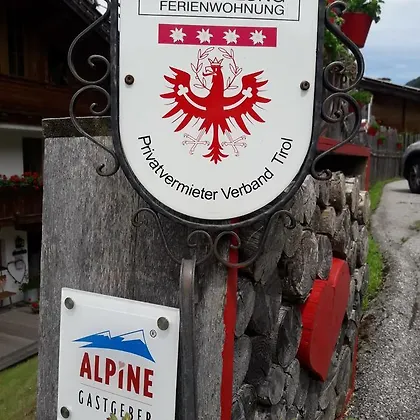 FERIENWOHNUNG
Privatvermieter Verband Tirol
ALPINE
GASTGEBER